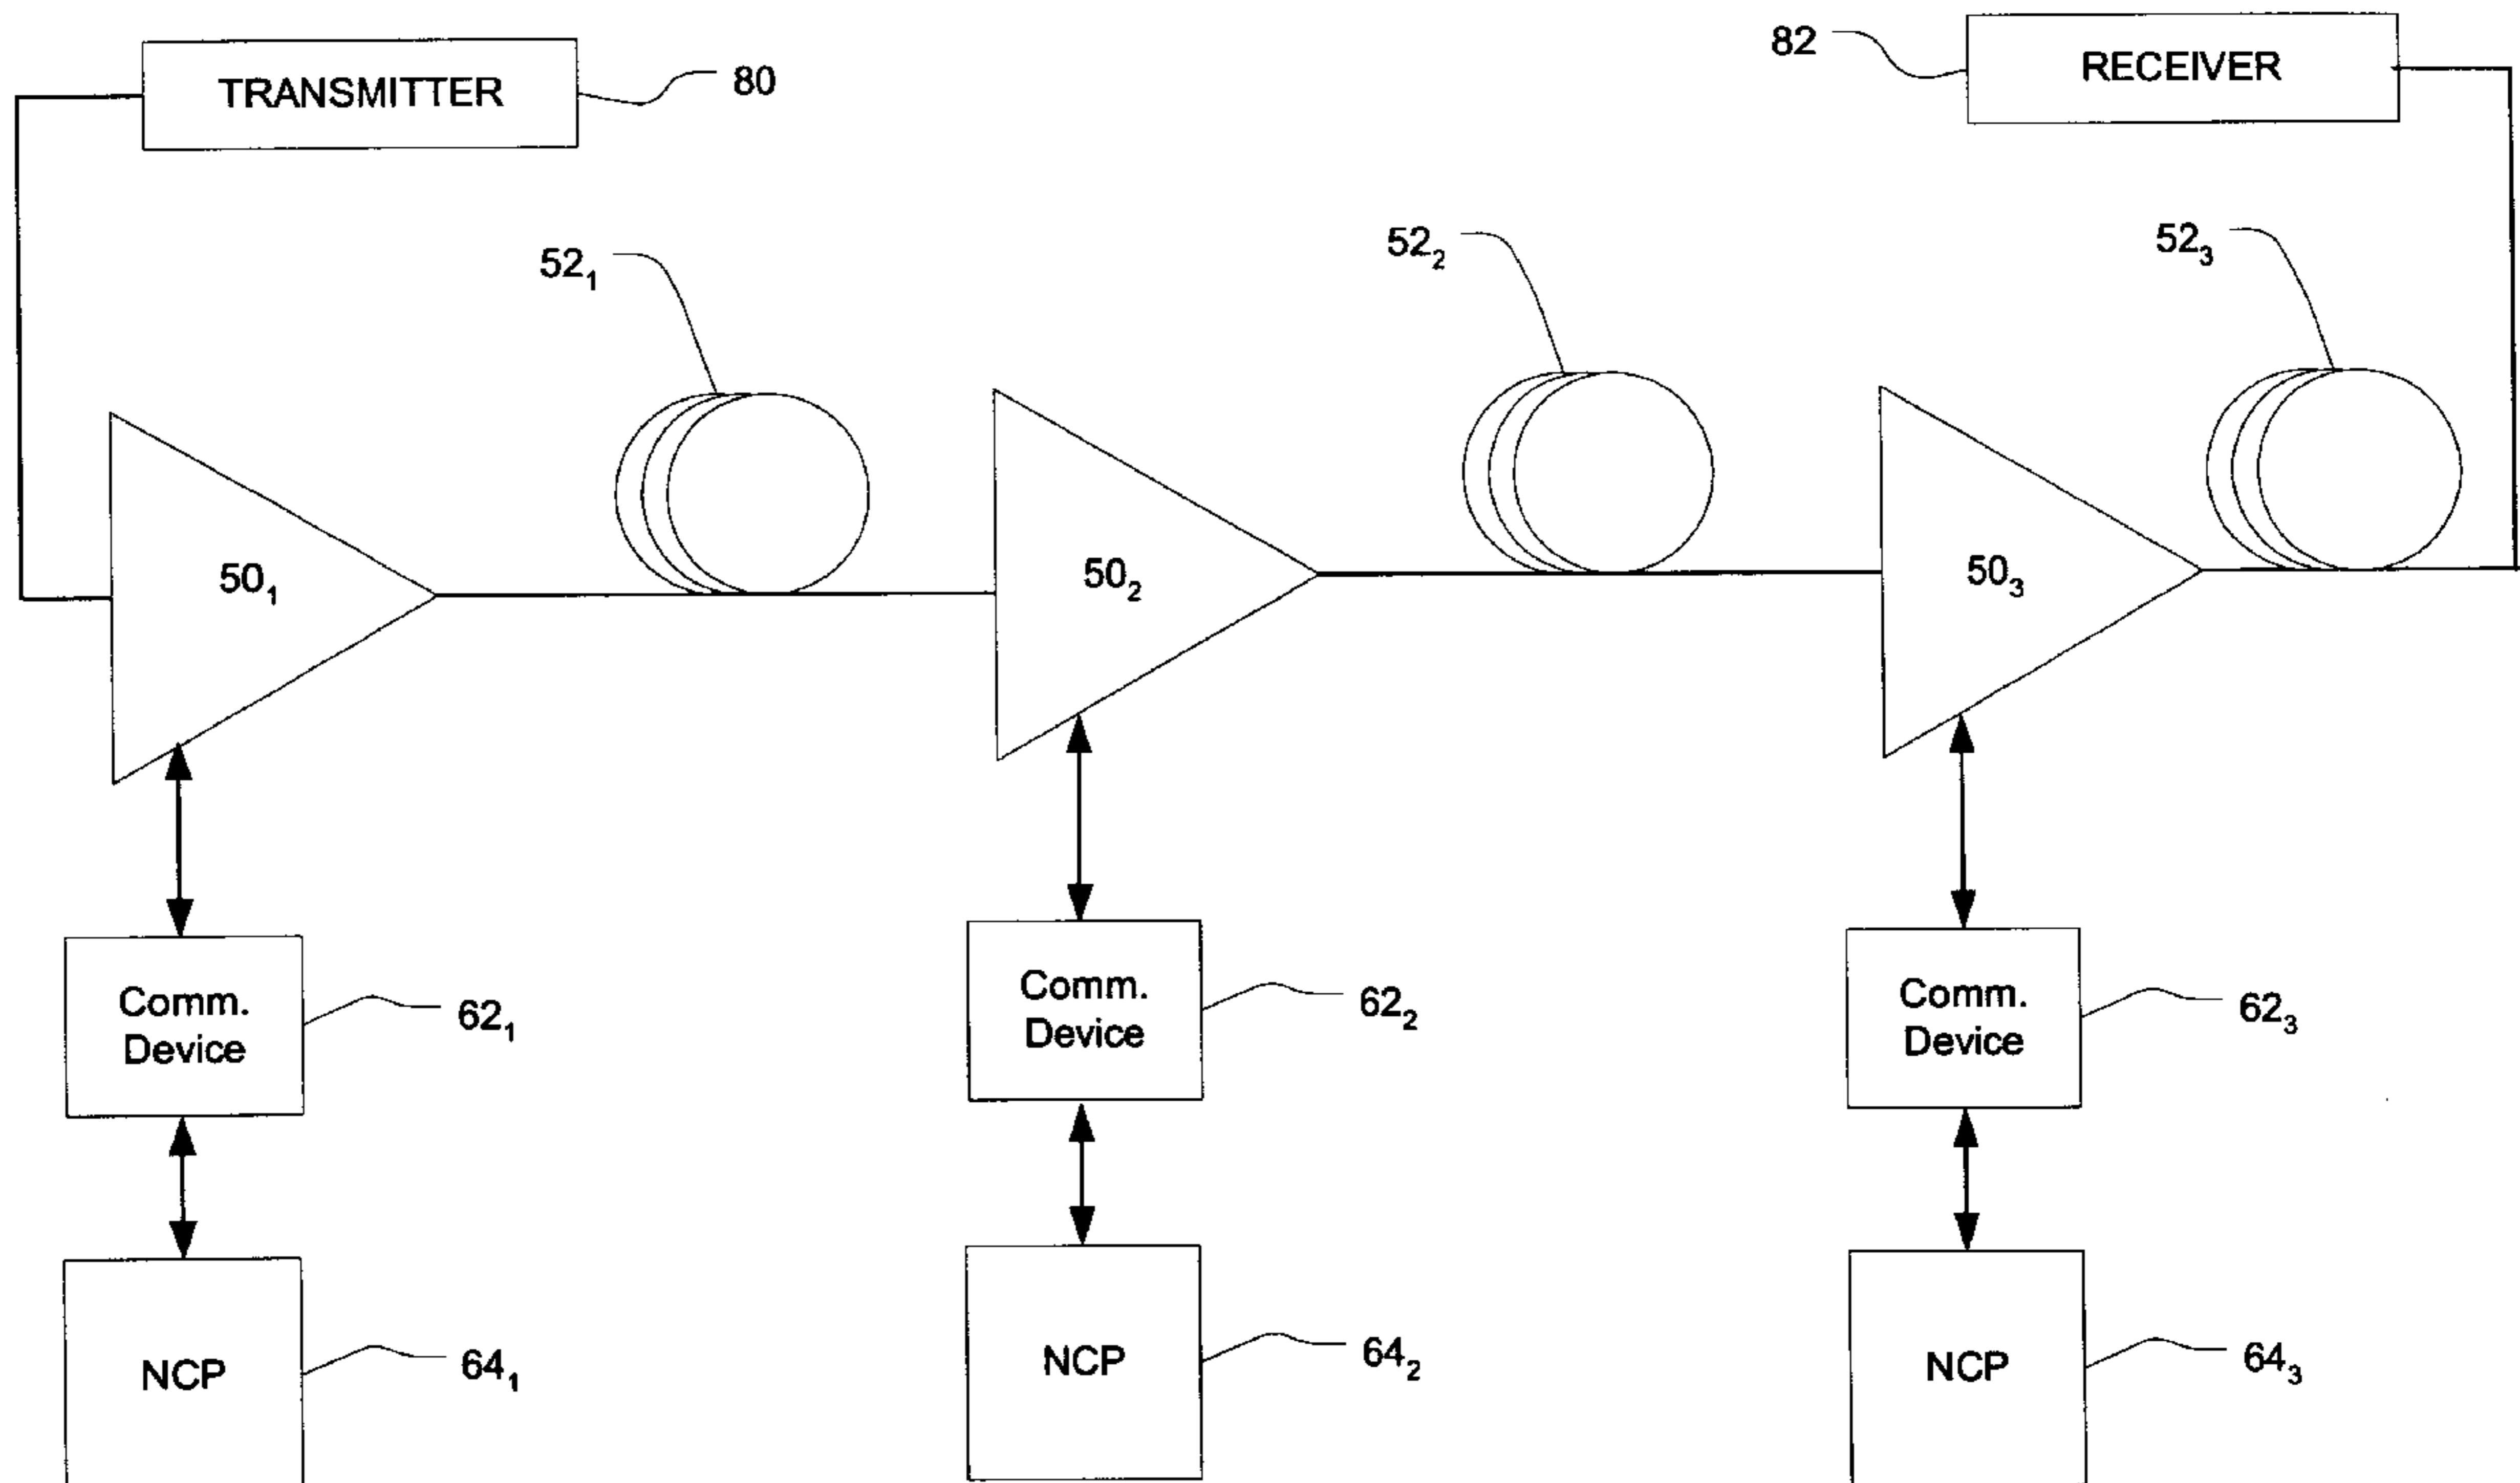 TRANSMITTER
80
82
RECEIVER
52₁
52₂
52₃
50₁
50₂
50₃
Comm.
Device
62₁
Comm.
Device
62₂
Comm.
Device
62₃
NCP
64₁
NCP
64₂
NCP
64₃